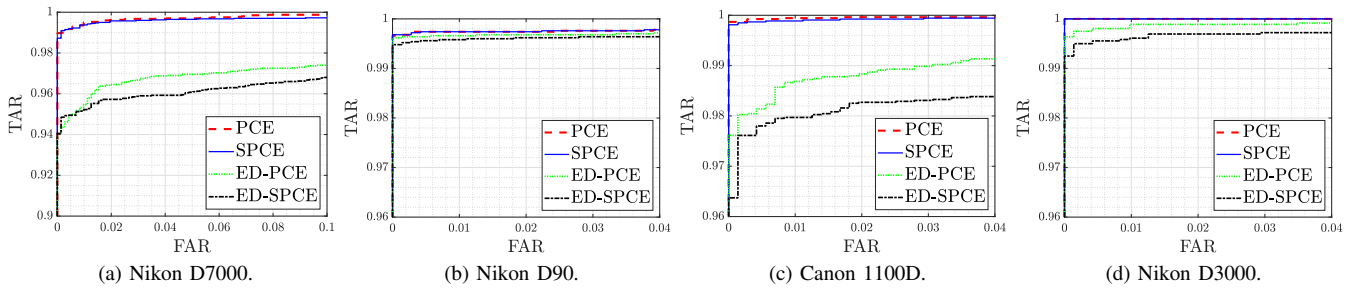 TAR
1
0.98
0.96
0.94
0.92
0.9
0
0.02
0.04
0.06
0.08
0.1
FAR
PCE
SPCE
ED-PCE
ED-SPCE
(a) Nikon D7000.
TAR
1
0.99
0.98
0.97
0.96
0
0.01
0.02
0.03
0.04
FAR
PCE
SPCE
ED-PCE
ED-SPCE
(b) Nikon D90.
TAR
1
0.99
0.98
0.97
0.96
0
0.01
0.02
0.03
0.04
FAR
PCE
SPCE
ED-PCE
ED-SPCE
(c) Canon 1100D.
TAR
1
0.99
0.98
0.97
0.96
0
0.01
0.02
0.03
0.04
FAR
PCE
SPCE
ED-PCE
ED-SPCE
(d) Nikon D3000.